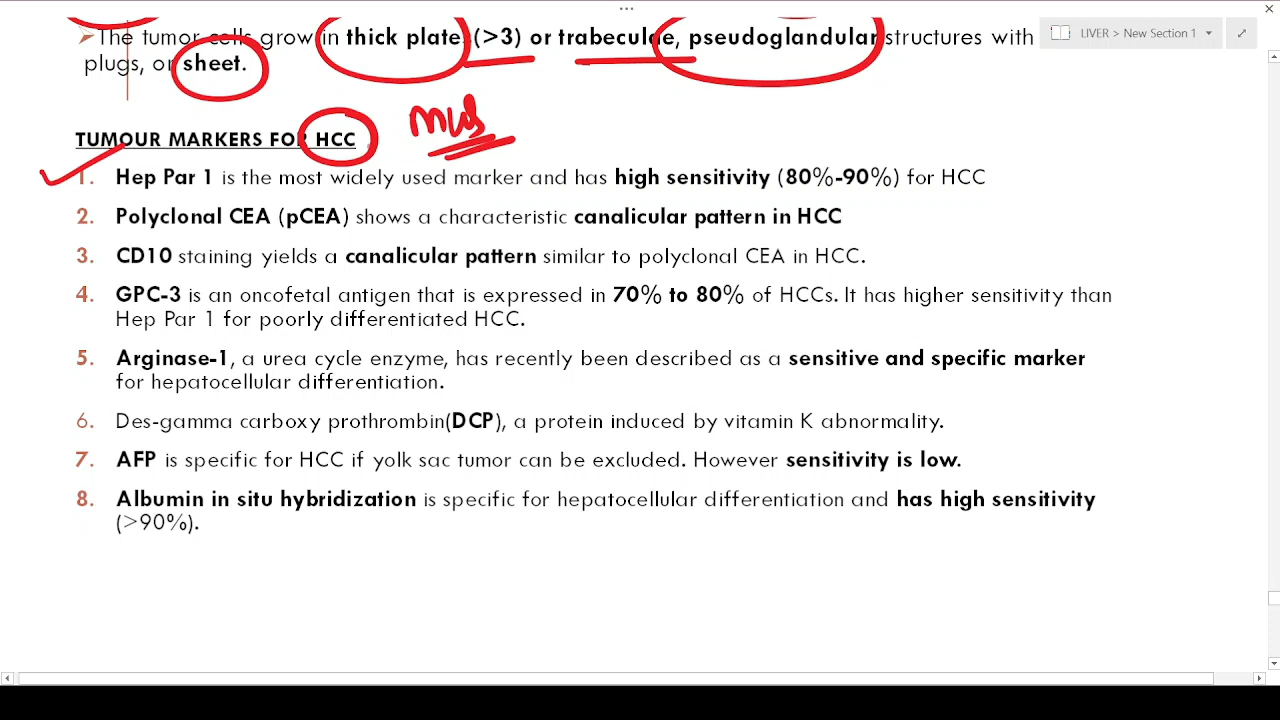 The tumor cells grow in thick plate (>3) or trabeculae, pseudoglandular structures with
plugs, or sheet.
LIVER > New Section 1
TUMOUR MARKERS FOR HCC
1. Hep Par 1 is the most widely used marker and has high sensitivity (80%-90%) for HCC
2. Polyclonal CEA (pCEA) shows a characteristic canalicular pattern in HCC
3. CD10 staining yields a canalicular pattern similar to polyclonal CEA in HCC.
4. GPC-3 is an oncofetal antigen that is expressed in 70% to 80% of HCCs. It has higher sensitivity than
Hep Par 1 for poorly differentiated HCC.
5. Arginase-1, a urea cycle enzyme, has recently been described as a sensitive and specific marker
for hepatocellular differentiation.
6. Des-gamma carboxy prothrombin(DCP), a protein induced by vitamin K abnormality.
7. AFP is specific for HCC if yolk sac tumor can be excluded. However sensitivity is low.
8. Albumin in situ hybridization is specific for hepatocellular differentiation and has high sensitivity
(>90%).